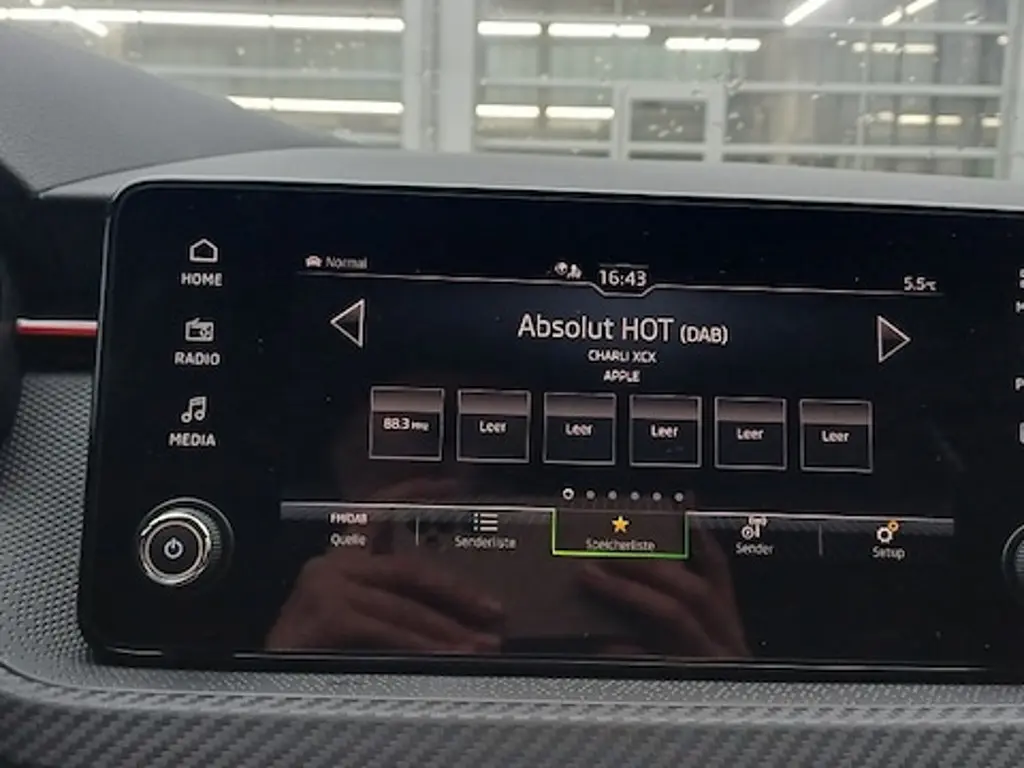 HOME
RADIO
MEDIA
Normal
16:43
5.5°C
Absolut HOT (DAB)
CHARLI XCX
APPLE
88.3 MHz
Leer
Leer
Leer
Leer
Leer
FM/DAB
Quelle
Senderliste
Speicherliste
Sender
Setup